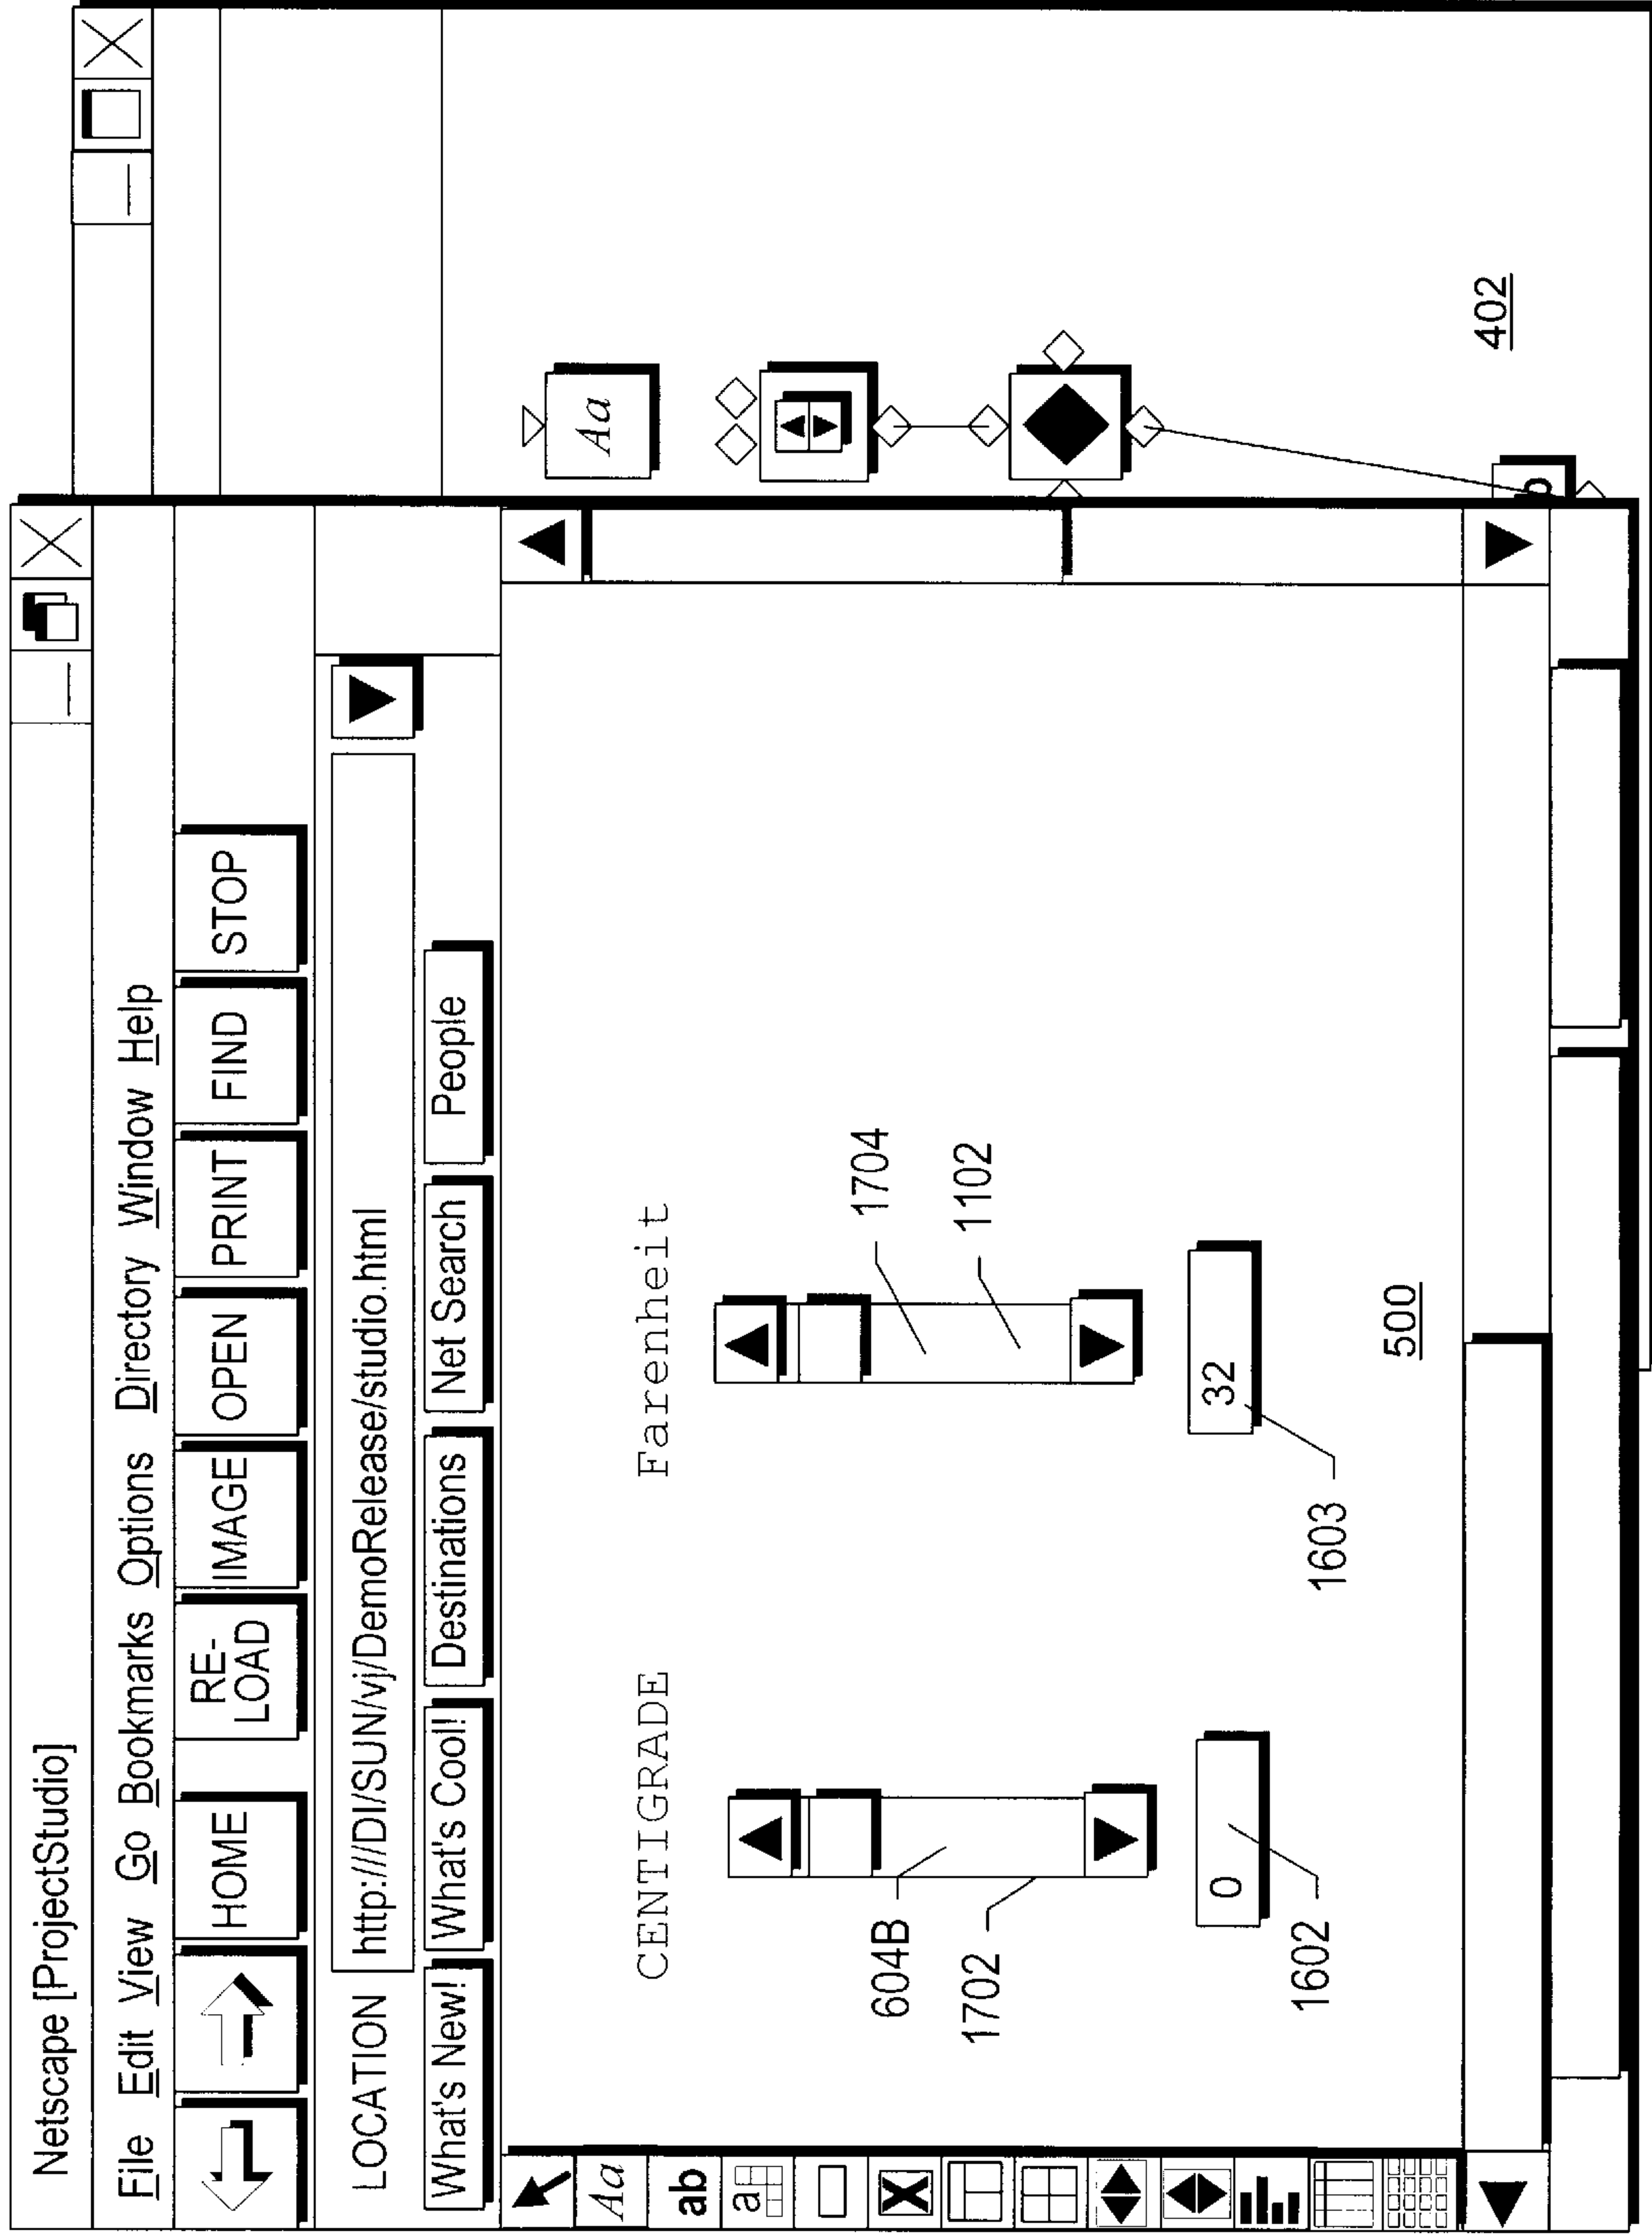 Netscape [ProjectStudio]
File Edit View Go Bookmarks Options Directory Window Help
HOME RE-LOAD IMAGE OPEN PRINT FIND STOP
LOCATION http:///DI/SUN/vj/DemoRelease/studio.html
What's New! What's Cool! Destinations Net Search People
Aa
ab
a
X
CENTIGRADE Farenheit
604B
1702
1704
1102
0
32
1602
1603
500
Aa
b
402